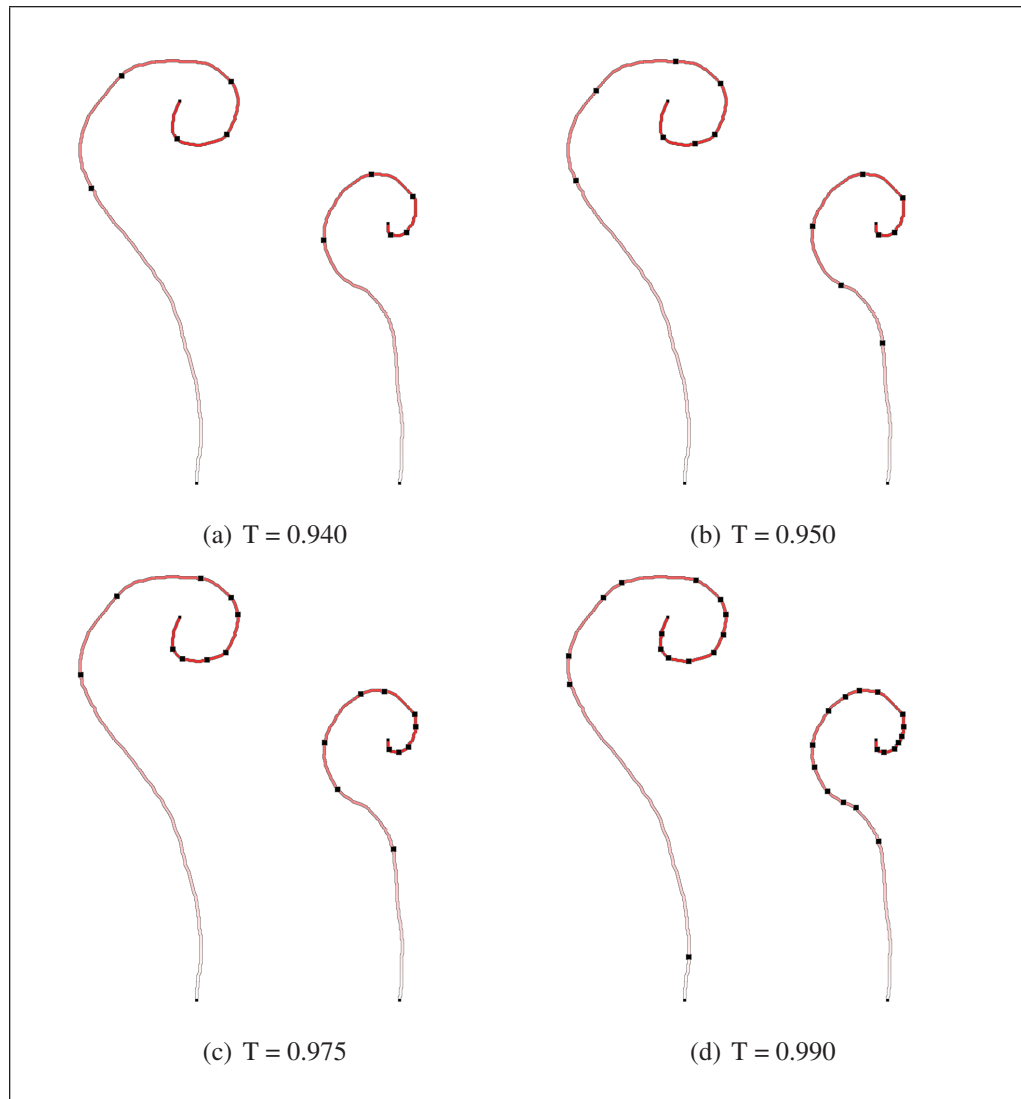 (a) T = 0.940
(b) T = 0.950
(c) T = 0.975
(d) T = 0.990